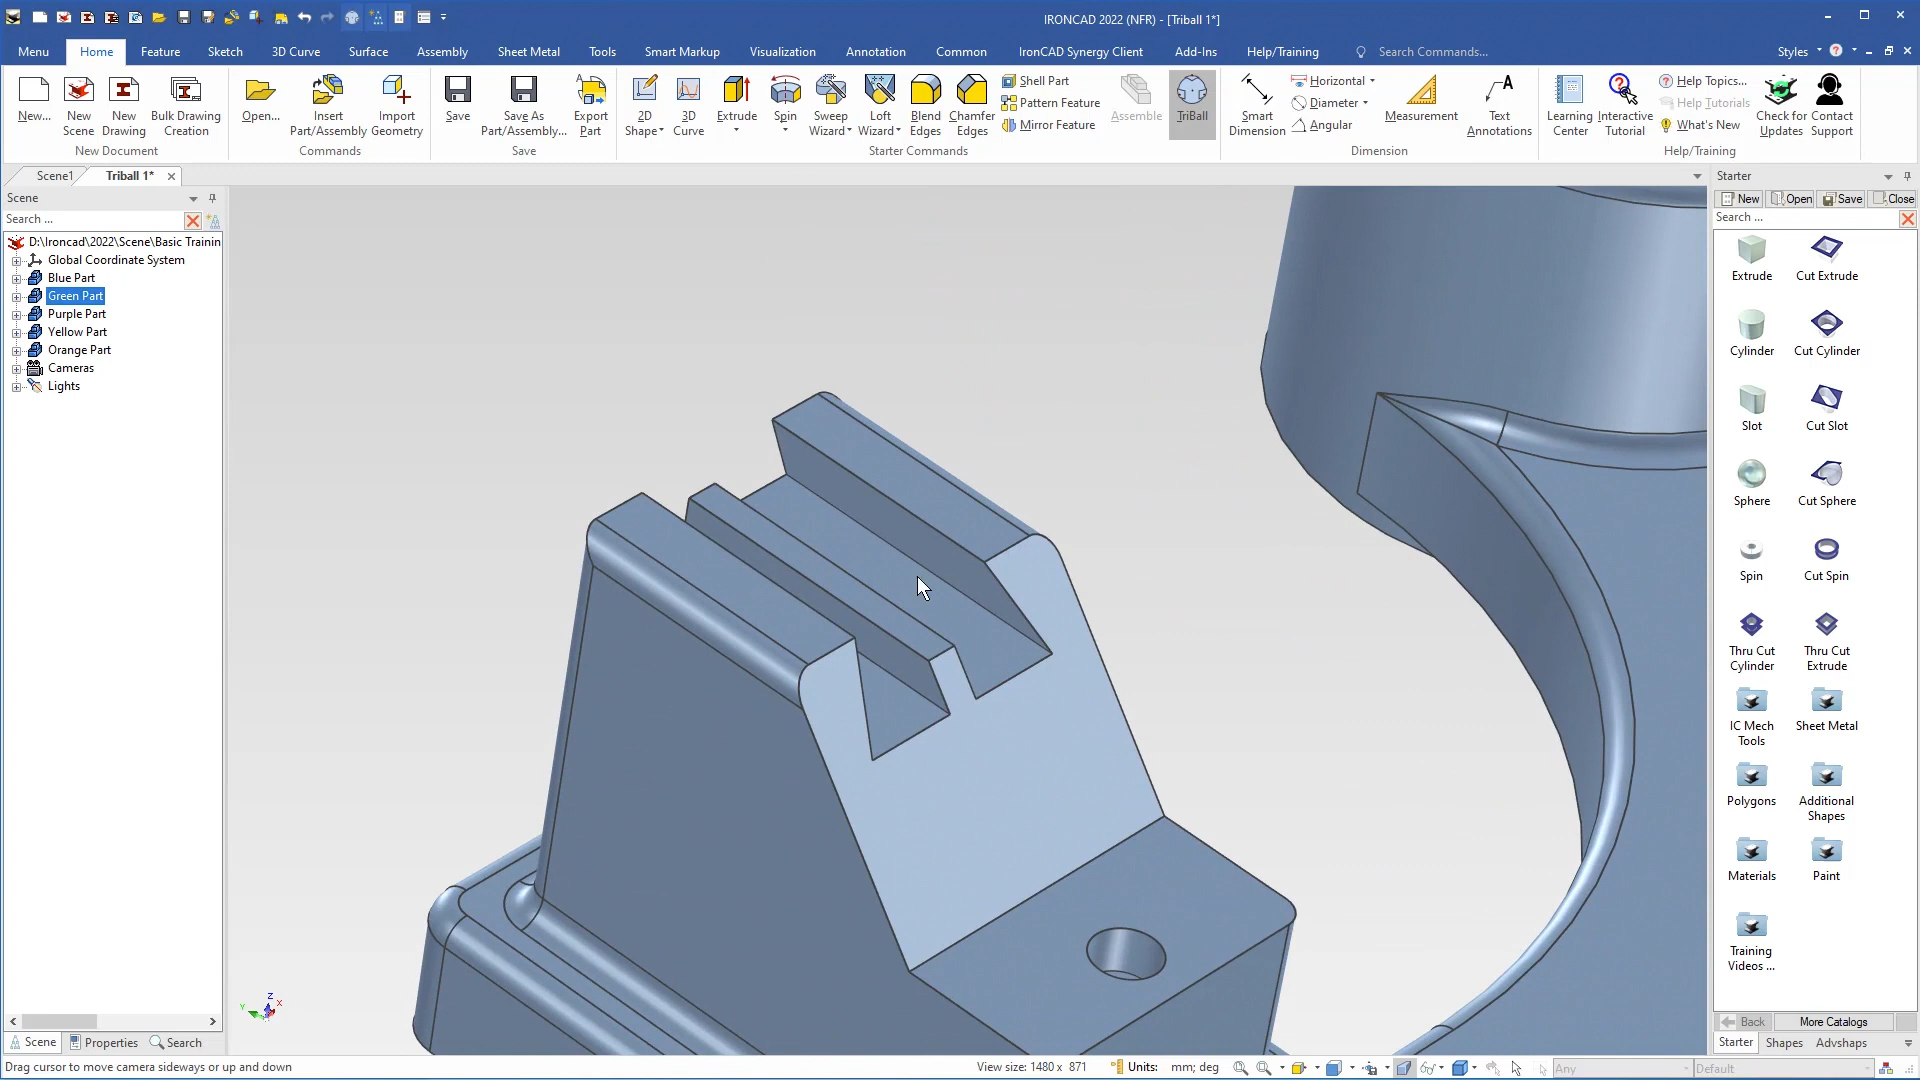 IRONCAD 2022 (NFR) - [Triball 1*]
Menu Home Feature Sketch 3D Curve Surface Assembly Sheet Metal Tools Smart Markup Visualization Annotation Common IronCAD Synergy Client Add-Ins Help/Training Search Commands... Styles
New... New Scene New Drawing Bulk Drawing Creation
New Document
Open... Insert Part/Assembly Import Geometry
Commands
Save Save As Part/Assembly... Export Part
Save
2D Shape 3D Curve Extrude Spin Sweep Wizard Loft Wizard Blend Edges Chamfer Edges
Shell Part
Pattern Feature
Mirror Feature
Assemble TriBall
Starter Commands
Smart Dimension
Horizontal
Diameter
Angular
Measurement Text Annotations
Dimension
Learning Center Interactive Tutorial
Help Topics...
Help Tutorials
What's New
Check for Updates Contact Support
Help/Training
Scene1 Triball 1*
Scene
Search ...
D:\Ironcad\2022\Scene\Basic Trainin
Global Coordinate System
Blue Part
Green Part
Purple Part
Yellow Part
Orange Part
Cameras
Lights
Z
X
Y
Scene Properties Search
Starter
New Open Save Close
Search ...
Extrude Cut Extrude
Cylinder Cut Cylinder
Slot Cut Slot
Sphere Cut Sphere
Spin Cut Spin
Thru Cut Cylinder Thru Cut Extrude
IC Mech Tools Sheet Metal
Polygons Additional Shapes
Materials Paint
Training Videos ...
Back More Catalogs
Starter Shapes Advshaps
Drag cursor to move camera sideways or up and down View size: 1480 x 871 Units: mm; deg Any Default